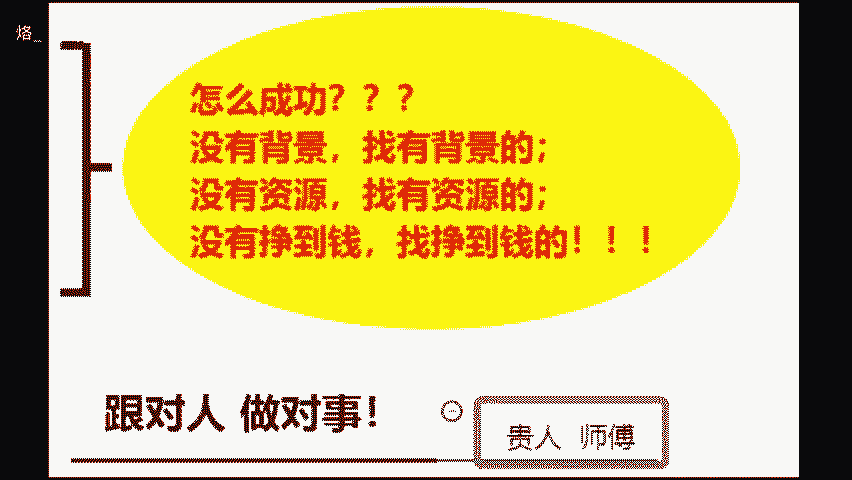 烙_
怎么成功？？？
没有背景，找有背景的；
没有资源，找有资源的；
没有挣到钱，找挣到钱的！！！
跟对人 做对事！
贵人 师傅